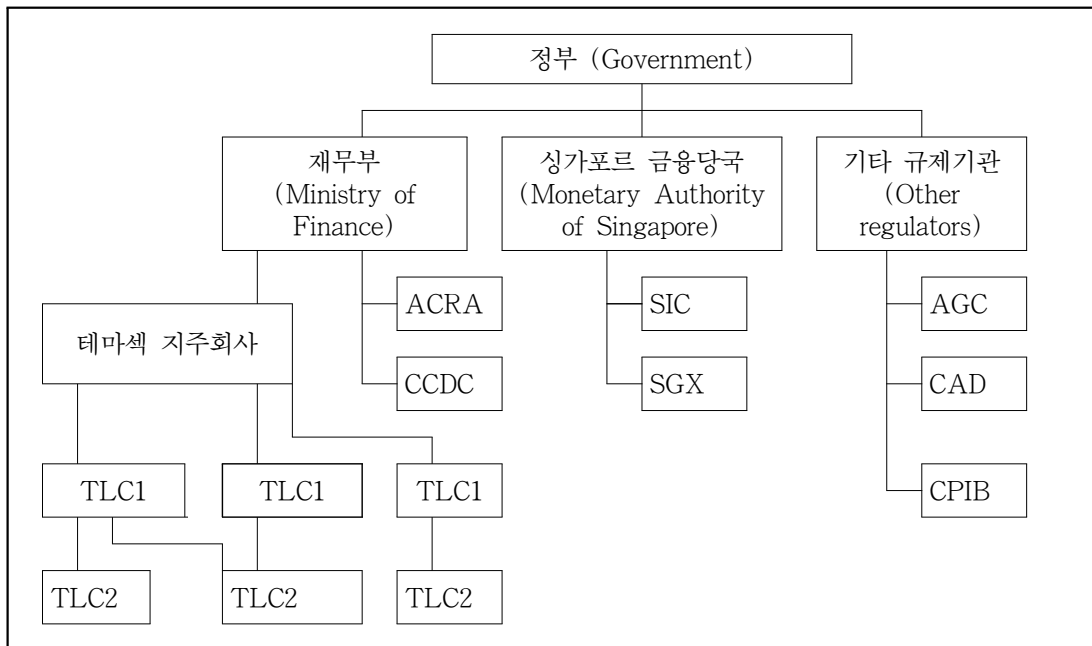 정부 (Government)
재무부
(Ministry of
Finance)
싱가포르 금융당국
(Monetary Authority
of Singapore)
기타 규제기관
(Other
regulators)
ACRA
SIC
AGC
테마섹 지주회사
CCDC
SGX
CAD
TLC1
TLC1
TLC1
CPIB
TLC2
TLC2
TLC2